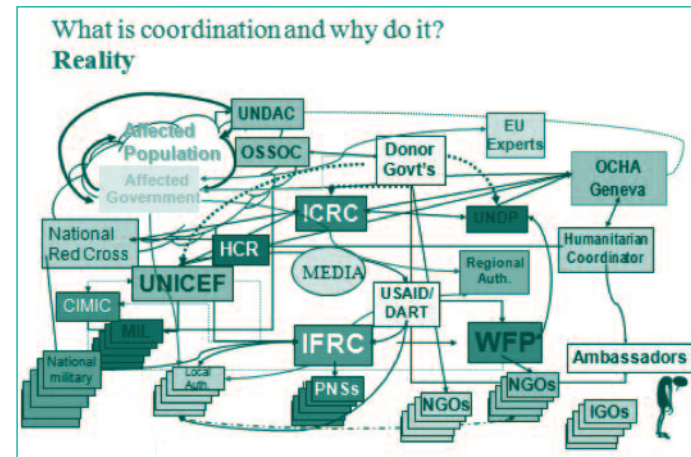 What is coordination and why do it?
Reality
UNDAC
Affected
Population
OSSOC
Affected
Government
Donor
Govt's
EU
Experts
OCHA
Geneva
National
Red Cross
ICRC
UNDP
HCR
Humanitarian
Coordinator
UNICEF
MEDIA
Regional
Auth.
CIMIC
USAID/
DART
MIL
IFRC
WFP
National
military
Local
Auth.
PNSs
NGOs
NGOs
Ambassadors
IGOs